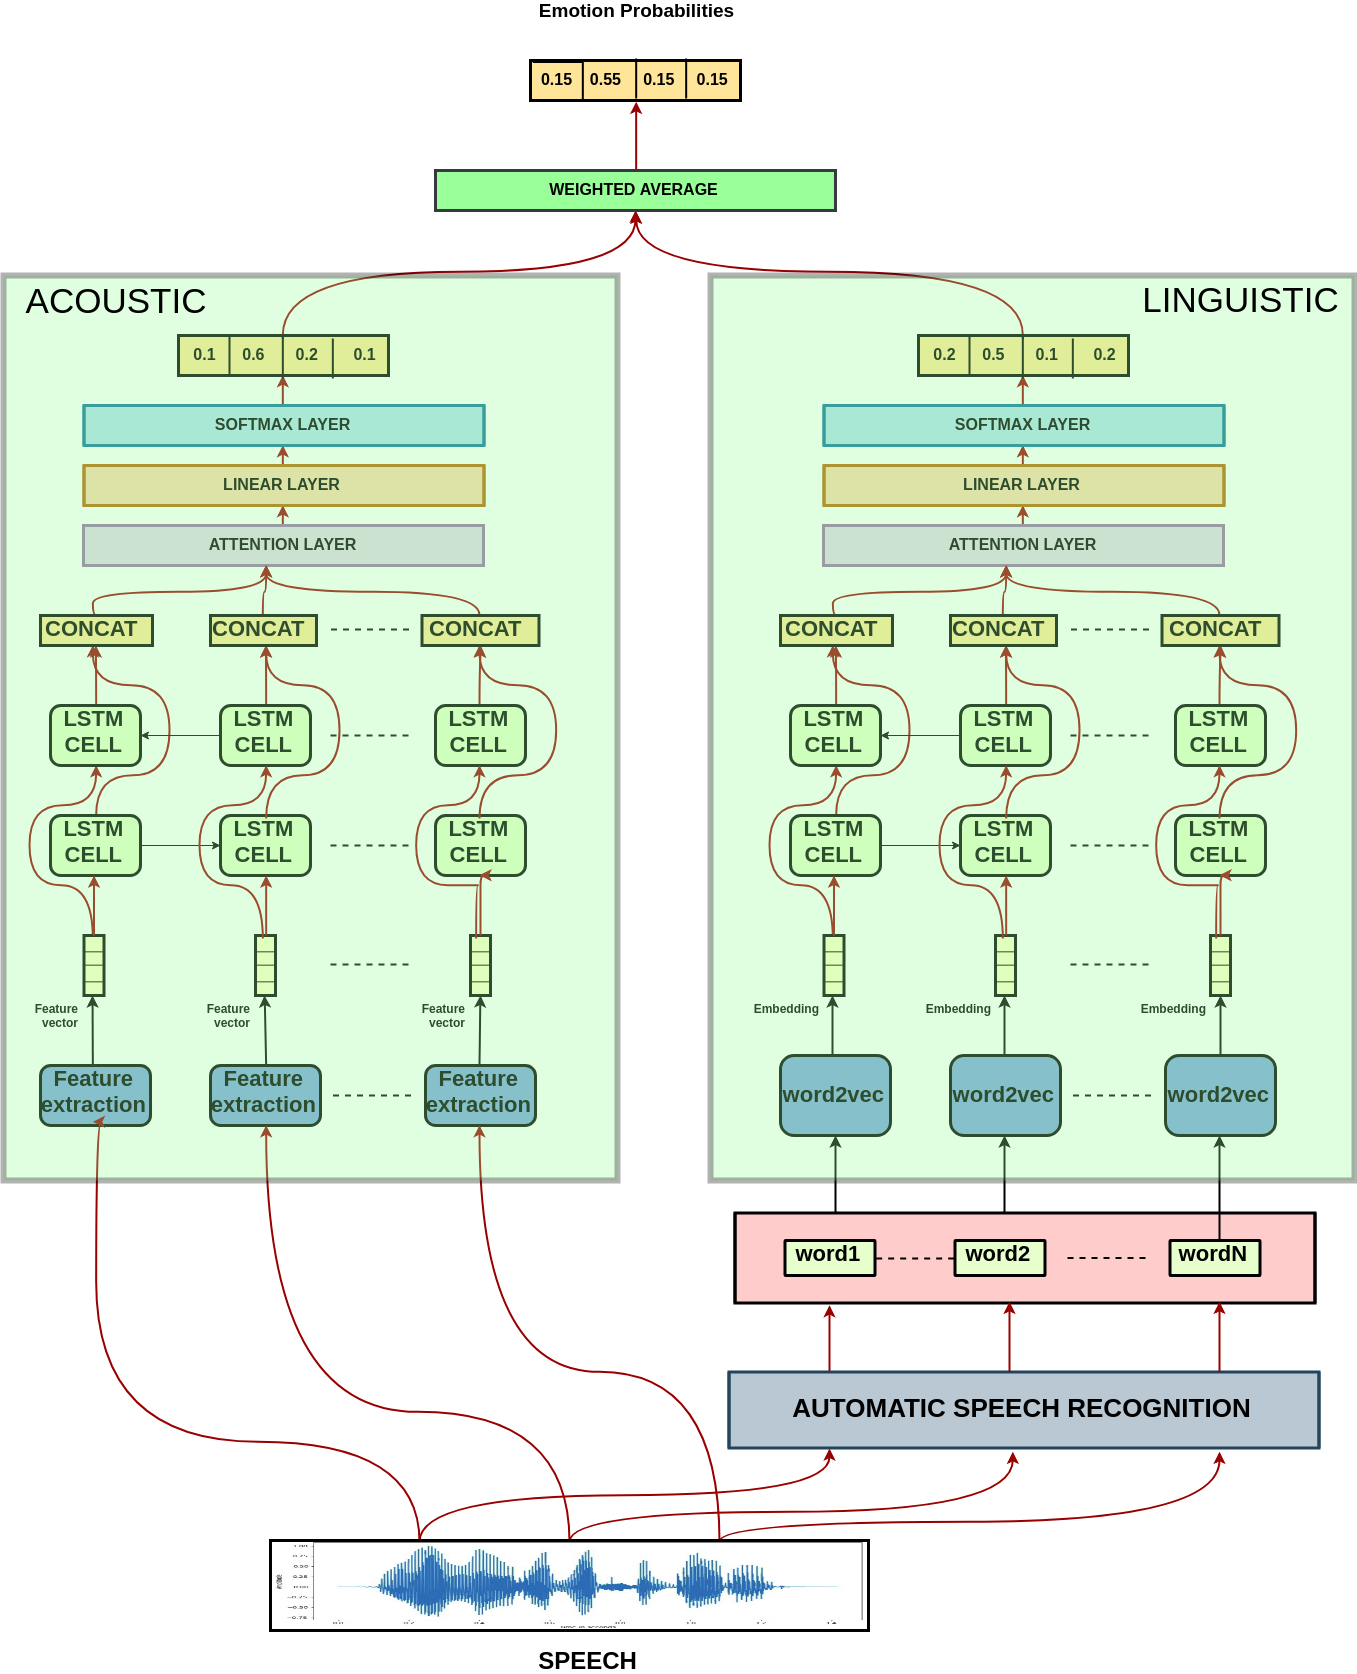 Emotion Probabilities
0.15 0.55 0.15 0.15
WEIGHTED AVERAGE
ACOUSTIC
LINGUISTIC
0.1 0.6 0.2 0.1
0.2 0.5 0.1 0.2
SOFTMAX LAYER
SOFTMAX LAYER
LINEAR LAYER
LINEAR LAYER
ATTENTION LAYER
ATTENTION LAYER
CONCAT CONCAT CONCAT
CONCAT CONCAT CONCAT
LSTM LSTM LSTM
CELL CELL CELL
LSTM LSTM LSTM
CELL CELL CELL
LSTM LSTM LSTM
CELL CELL CELL
LSTM LSTM LSTM
CELL CELL CELL
Feature Feature Feature
vector vector vector
Embedding Embedding Embedding
Feature Feature Feature
extraction extraction extraction
word2vec word2vec word2vec
word1 word2 wordN
AUTOMATIC SPEECH RECOGNITION
SPEECH